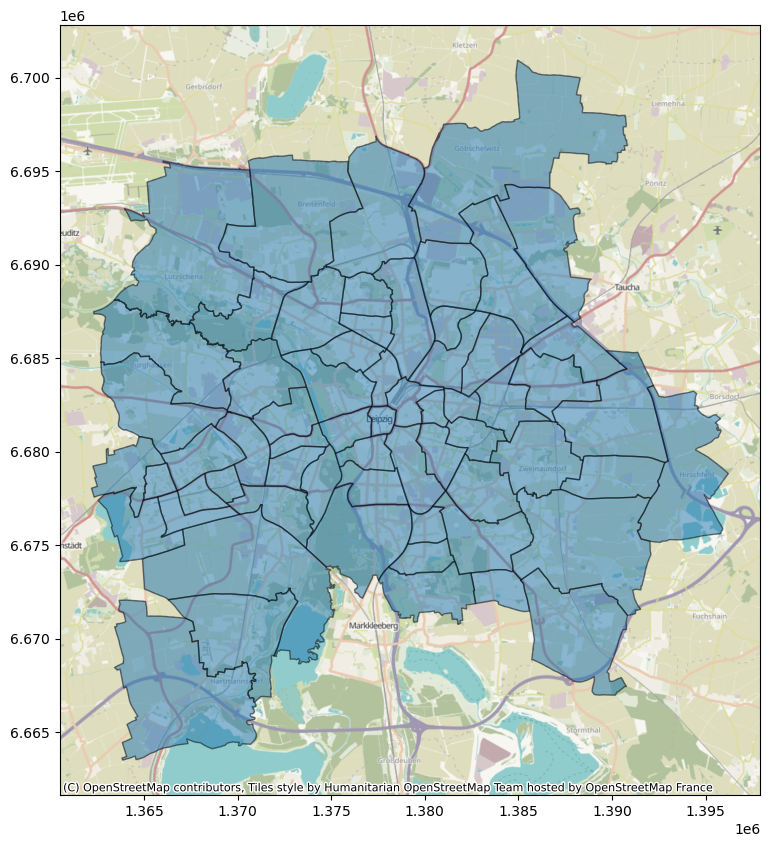 1e6
Kletzen
6.700
Gerbisdorf
Liemehna
Göbschelwitz
6.695
Pönitz
Breitenfeld
euditz
6.690
Lützschena
Taucha
6.685
Borsdorf
Leipzig
6.680
Zweinaundorf
Hirschfeld
nstädt
6.675
Fuchshain
Markkleeberg
6.670
Hartmannsdorf
6.665
Störmthal
Großdeuben
(C) OpenStreetMap contributors, Tiles style by Humanitarian OpenStreetMap Team hosted by OpenStreetMap France
1.365 1.370 1.375 1.380 1.385 1.390 1.395
1e6